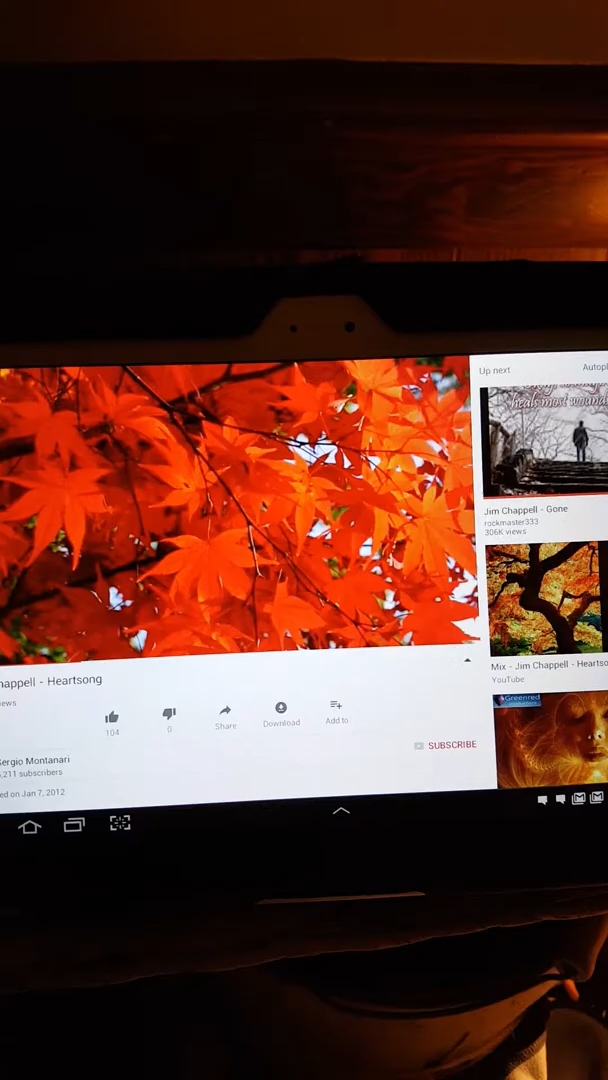 Up next
Autopl
heals most wounds
Jim Chappell - Gone
rockmaster333
306K views
Mix - Jim Chappell - Heartso
YouTube
Greenred
happell - Heartsong
iews
104
0
Share
Download
Add to
SUBSCRIBE
Sergio Montanari
,211 subscribers
ed on Jan 7, 2012